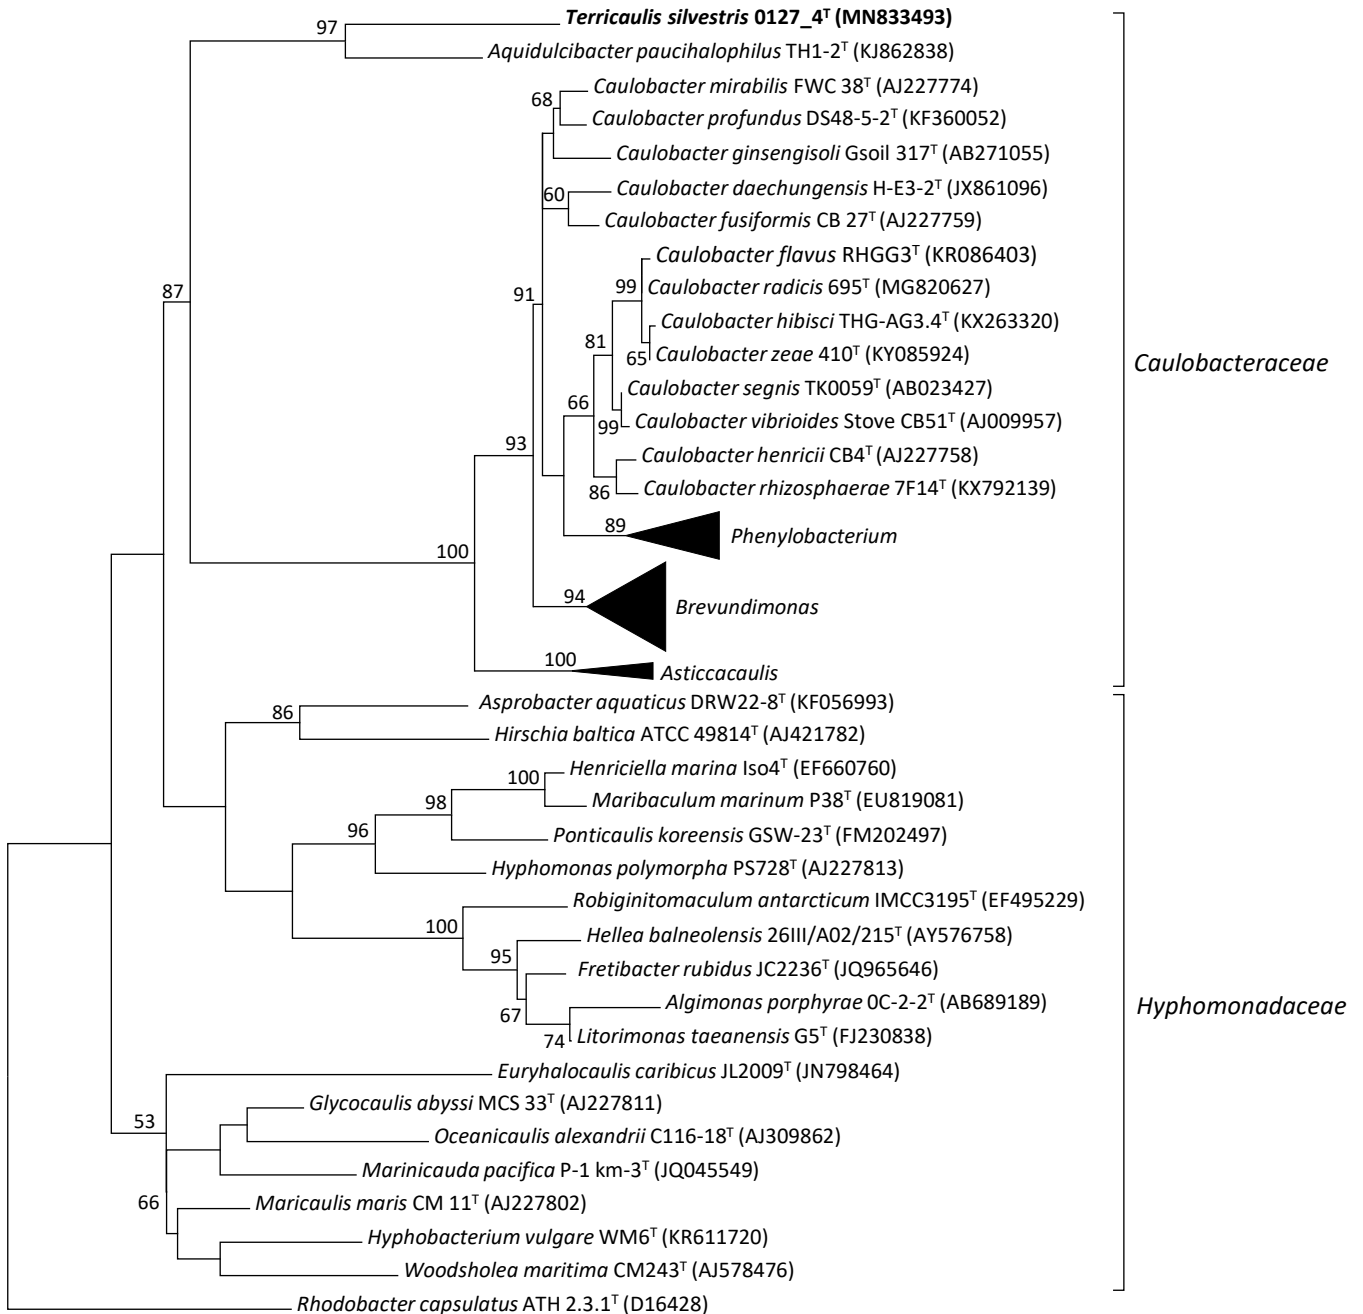 97
Terricaulis silvestris 0127_4ᵀ (MN833493)
Aquidulcibacter paucihalophilus TH1-2ᵀ (KJ862838)
Caulobacter mirabilis FWC 38ᵀ (AJ227774)
68
Caulobacter profundus DS48-5-2ᵀ (KF360052)
Caulobacter ginsengisoli Gsoil 317ᵀ (AB271055)
Caulobacter daechungensis H-E3-2ᵀ (JX861096)
60
Caulobacter fusiformis CB 27ᵀ (AJ227759)
Caulobacter flavus RHGG3ᵀ (KR086403)
87
91
99
Caulobacter radicis 695ᵀ (MG820627)
Caulobacter hibisci THG-AG3.4ᵀ (KX263320)
81
65
Caulobacter zeae 410ᵀ (KY085924)
Caulobacteraceae
Caulobacter segnis TK0059ᵀ (AB023427)
66
99
Caulobacter vibrioides Stove CB51ᵀ (AJ009957)
93
Caulobacter henricii CB4ᵀ (AJ227758)
86
Caulobacter rhizosphaerae 7F14ᵀ (KX792139)
89
Phenylobacterium
100
94
Brevundimonas
100
Asticcacaulis
86
Asprobacter aquaticus DRW22-8ᵀ (KF056993)
Hirschia baltica ATCC 49814ᵀ (AJ421782)
100
Henriciella marina Iso4ᵀ (EF660760)
98
Maribaculum marinum P38ᵀ (EU819081)
96
Ponticaulis koreensis GSW-23ᵀ (FM202497)
Hyphomonas polymorpha PS728ᵀ (AJ227813)
Robiginitomaculum antarcticum IMCC3195ᵀ (EF495229)
100
Hellea balneolensis 26III/A02/215ᵀ (AY576758)
95
Fretibacter rubidus JC2236ᵀ (JQ965646)
67
Algimonas porphyrae 0C-2-2ᵀ (AB689189)
Hyphomonadaceae
74
Litorimonas taeanensis G5ᵀ (FJ230838)
Euryhalocaulis caribicus JL2009ᵀ (JN798464)
Glycocaulis abyssi MCS 33ᵀ (AJ227811)
53
Oceanicaulis alexandrii C116-18ᵀ (AJ309862)
Marinicauda pacifica P-1 km-3ᵀ (JQ045549)
66
Maricaulis maris CM 11ᵀ (AJ227802)
Hyphobacterium vulgare WM6ᵀ (KR611720)
Woodsholea maritima CM243ᵀ (AJ578476)
Rhodobacter capsulatus ATH 2.3.1ᵀ (D16428)